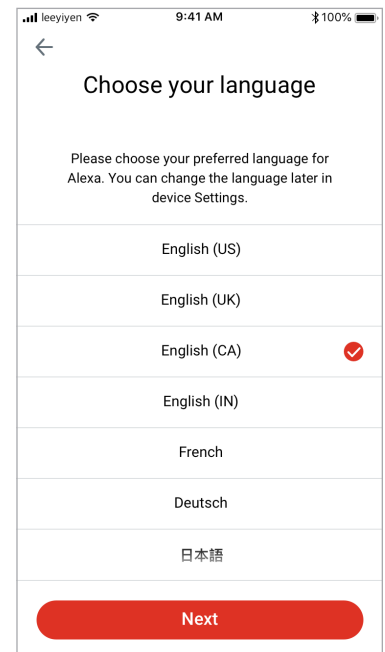 leeyiyen 9:41 AM 100%
Choose your language
Please choose your preferred language for
Alexa. You can change the language later in
device Settings.
English (US)
English (UK)
English (CA)
English (IN)
French
Deutsch
日本語
Next